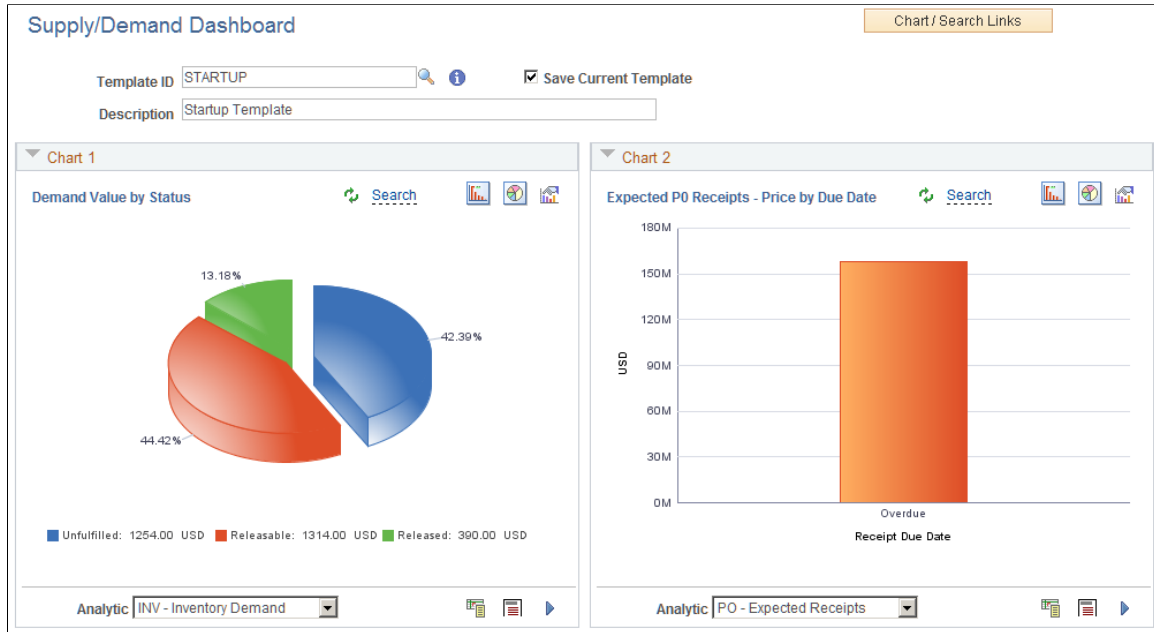 Supply/Demand Dashboard
Chart / Search Links
Template ID STARTUP
Save Current Template
Description Startup Template
Chart 1
Demand Value by Status Search
13.18%
42.39%
44.42%
Unfulfilled: 1254.00 USD Releasable: 1314.00 USD Released: 390.00 USD
Analytic INV - Inventory Demand
Chart 2
Expected P0 Receipts - Price by Due Date Search
180M
150M
120M
90M
60M
30M
0M
USD
Overdue
Receipt Due Date
Analytic PO - Expected Receipts